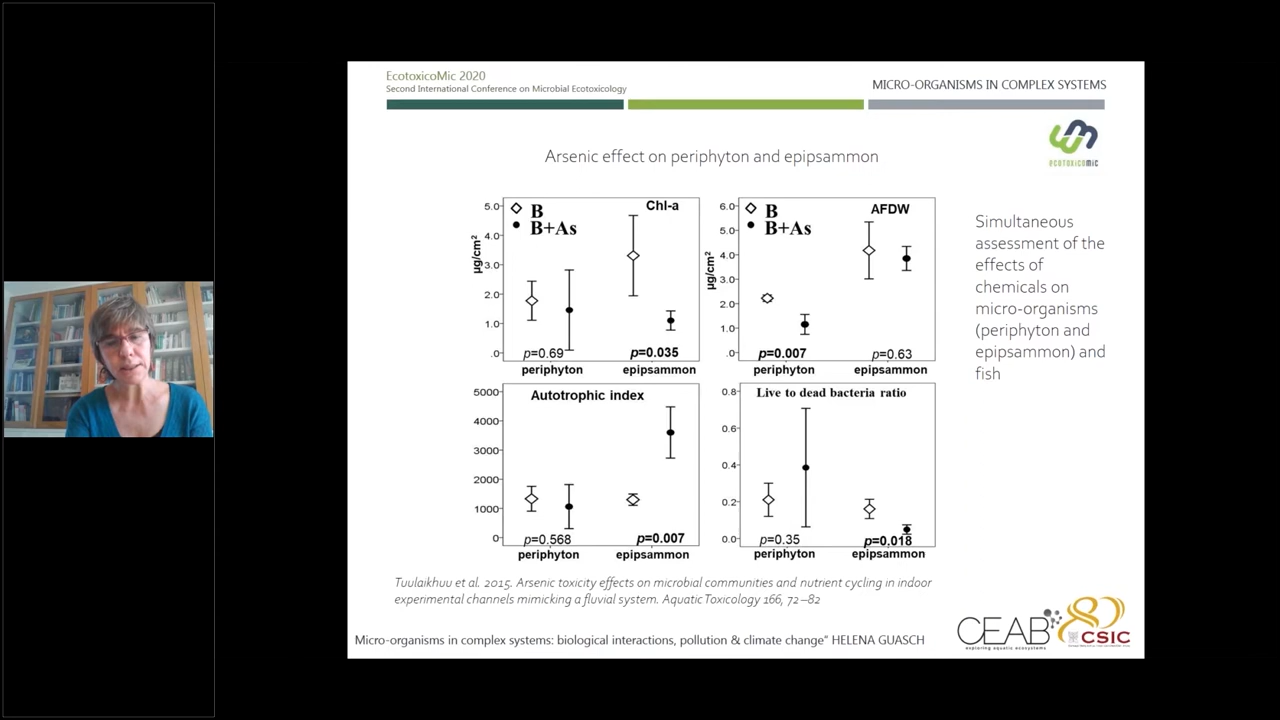 EcotoxicoMic 2020
Second International Conference on Microbial Ecotoxicology
MICRO-ORGANISMS IN COMPLEX SYSTEMS
ECOTOXICOMIC
Arsenic effect on periphyton and epipsammon
Chl-a
B
B+As
µg/cm²
5.0
4.0
3.0
2.0
1.0
.0
p=0.69
p=0.035
periphyton
epipsammon
AFDW
B
B+As
µg/cm²
6.0
5.0
4.0
3.0
2.0
1.0
.0
p=0.007
p=0.63
periphyton
epipsammon
Autotrophic index
5000
4000
3000
2000
1000
0
p=0.568
p=0.007
periphyton
epipsammon
Live to dead bacteria ratio
0.8
0.6
0.4
0.2
0.0
p=0.35
p=0.018
periphyton
epipsammon
Simultaneous
assessment of the
effects of
chemicals on
micro-organisms
(periphyton and
epipsammon) and
fish
Tuulaikhuu et al. 2015. Arsenic toxicity effects on microbial communities and nutrient cycling in indoor
experimental channels mimicking a fluvial system. Aquatic Toxicology 166, 72–82
Micro-organisms in complex systems: biological interactions, pollution & climate change" HELENA GUASCH
CEAB
exploring aquatic ecosystems
80
CSIC